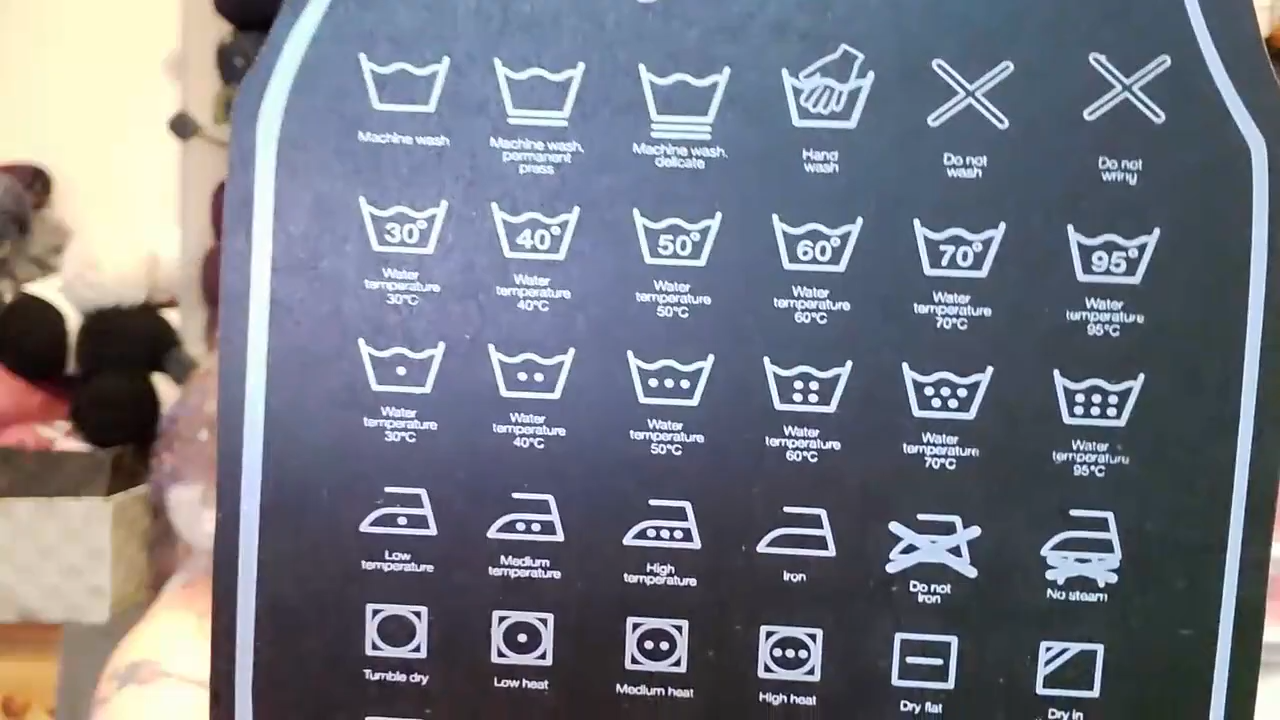 Machine wash
Machine wash,
permanent
press
Machine wash,
delicate
Hand
wash
Do not
wash
Do not
wring
30°
40°
50°
60°
70°
95°
Water
temperature
30°C
Water
temperature
40°C
Water
temperature
50°C
Water
temperature
60°C
Water
temperature
70°C
Water
temperature
95°C
Water
temperature
30°C
Water
temperature
40°C
Water
temperature
50°C
Water
temperature
60°C
Water
temperature
70°C
Water
temperature
95°C
Low
temperature
Medium
temperature
High
temperature
Iron
Do not
Iron
No steam
Tumble dry
Low heat
Medium heat
High heat
Dry flat
Dry in